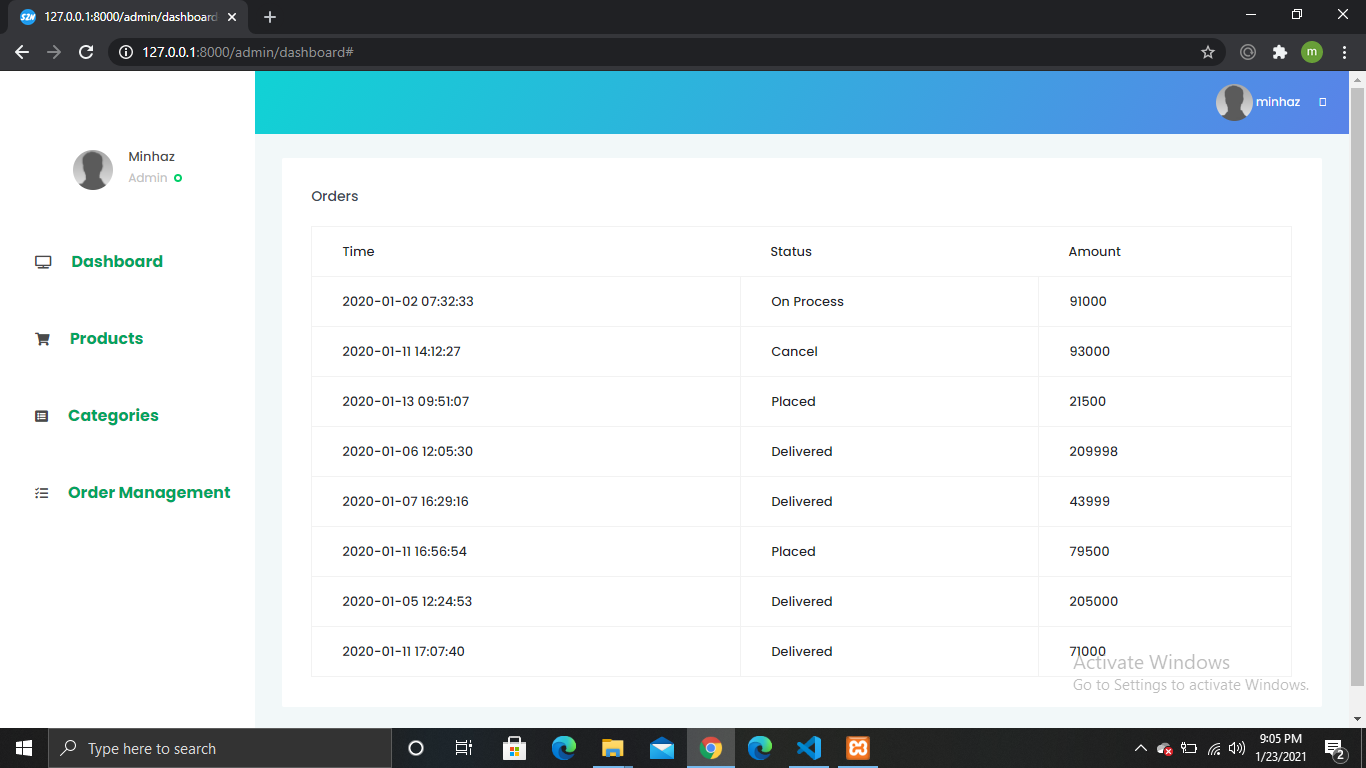 127.0.0.1:8000/admin/dashboard
127.0.0.1:8000/admin/dashboard#
m
minhaz
Minhaz
Admin
Dashboard
Products
Categories
Order Management
Orders
Time Status Amount
2020-01-02 07:32:33 On Process 91000
2020-01-11 14:12:27 Cancel 93000
2020-01-13 09:51:07 Placed 21500
2020-01-06 12:05:30 Delivered 209998
2020-01-07 16:29:16 Delivered 43999
2020-01-11 16:56:54 Placed 79500
2020-01-05 12:24:53 Delivered 205000
2020-01-11 17:07:40 Delivered 71000
Activate Windows
Go to Settings to activate Windows.
Type here to search
9:05 PM
1/23/2021
2